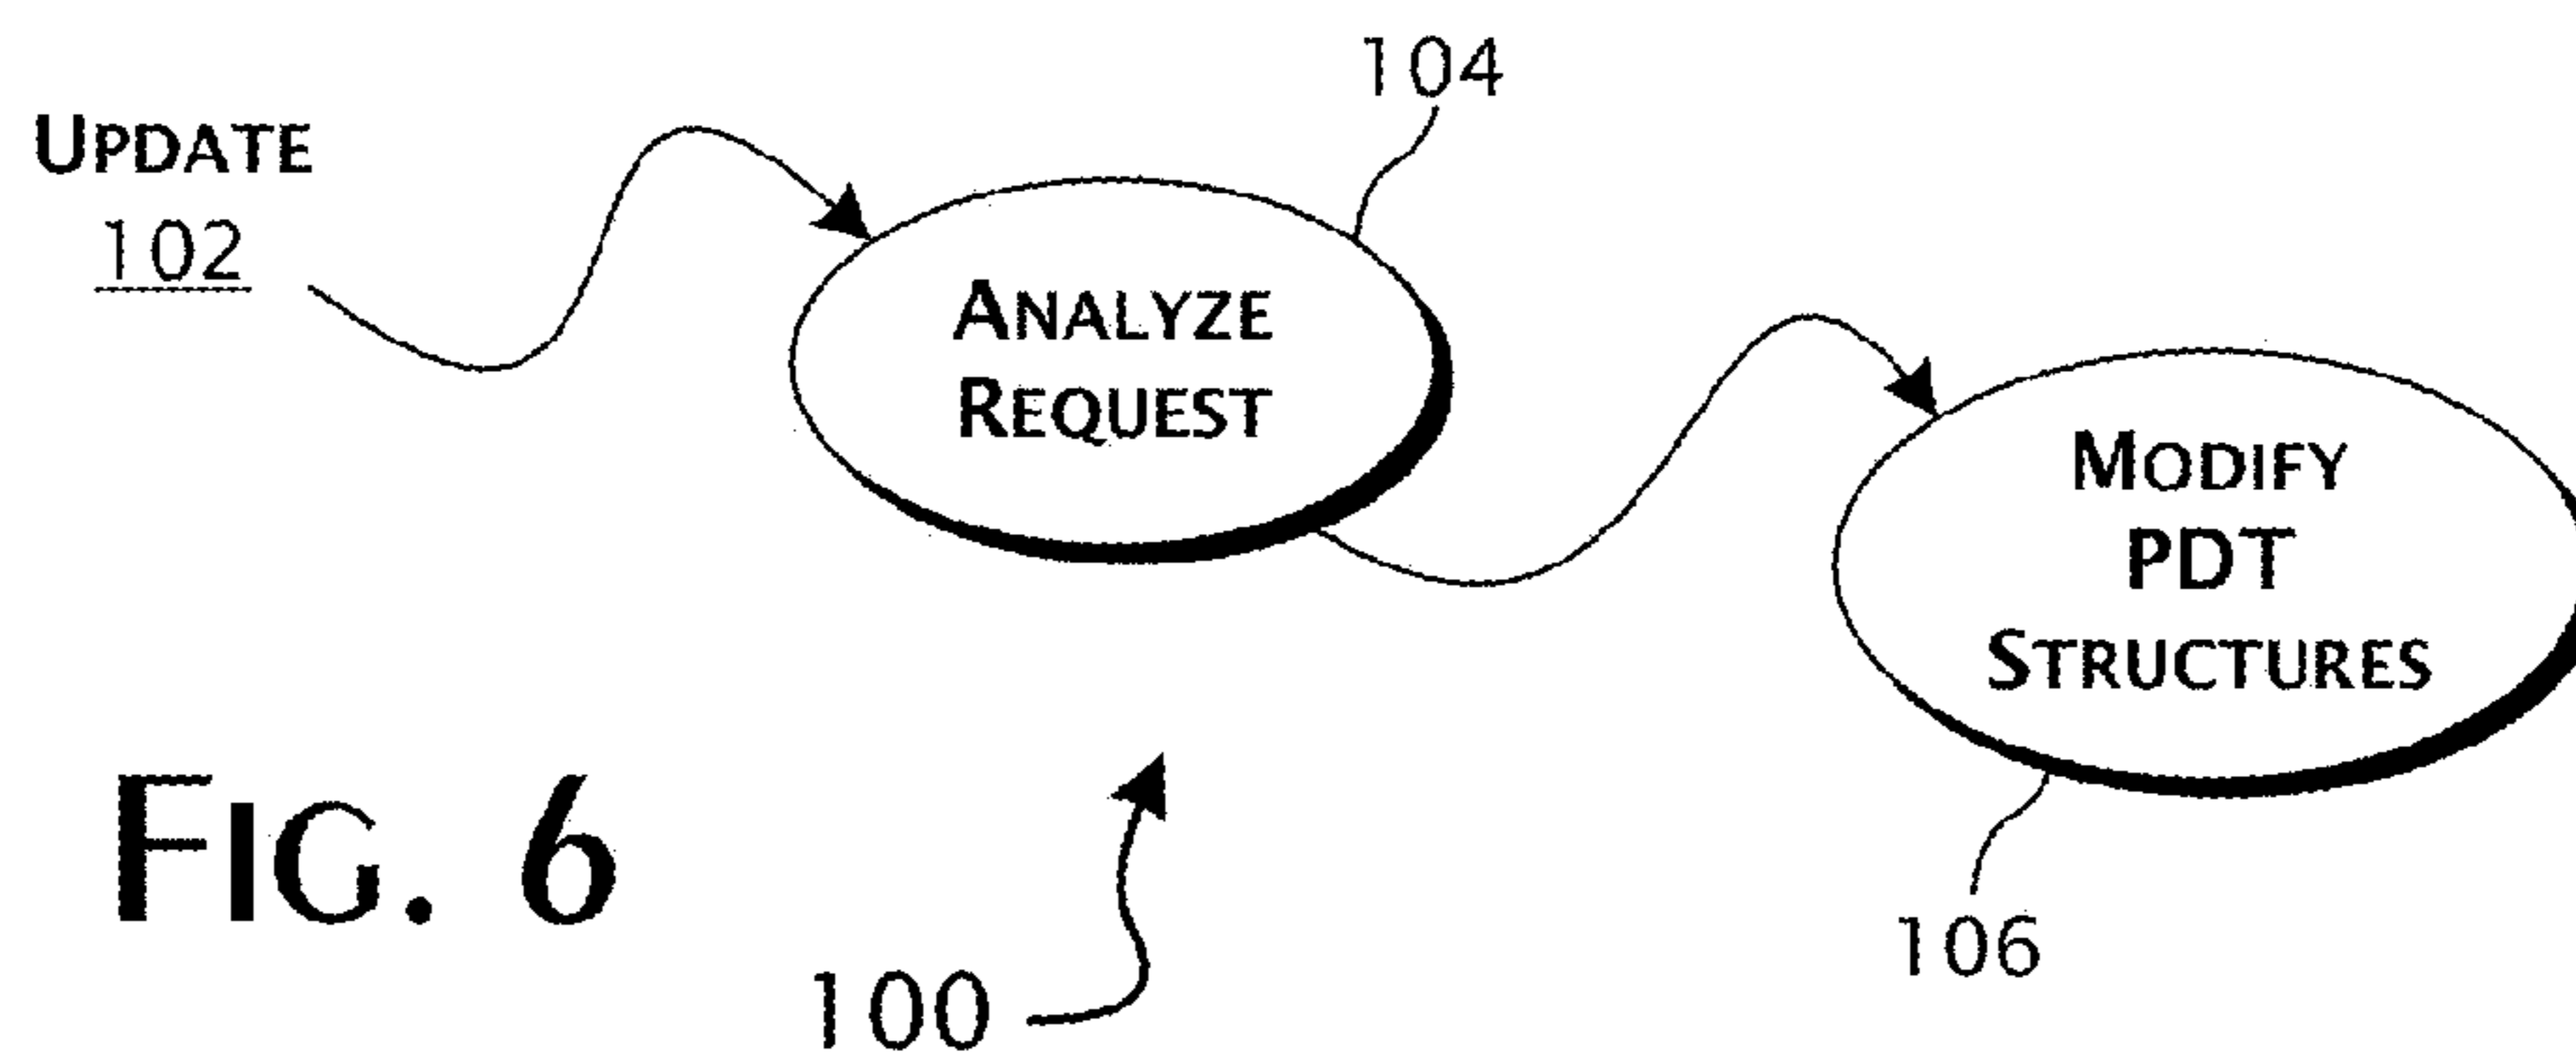 104
UPDATE
102
ANALYZE
REQUEST
MODIFY
PDT
STRUCTURES
FIG. 6
106
100